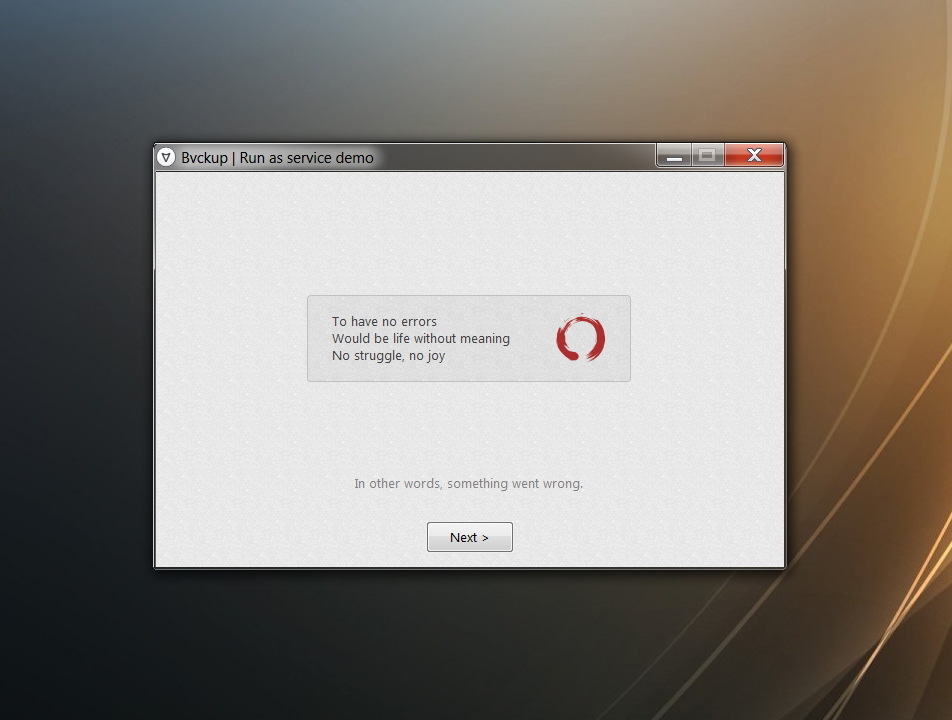 Bvckup | Run as service demo
To have no errors
Would be life without meaning
No struggle, no joy
In other words, something went wrong.
Next >